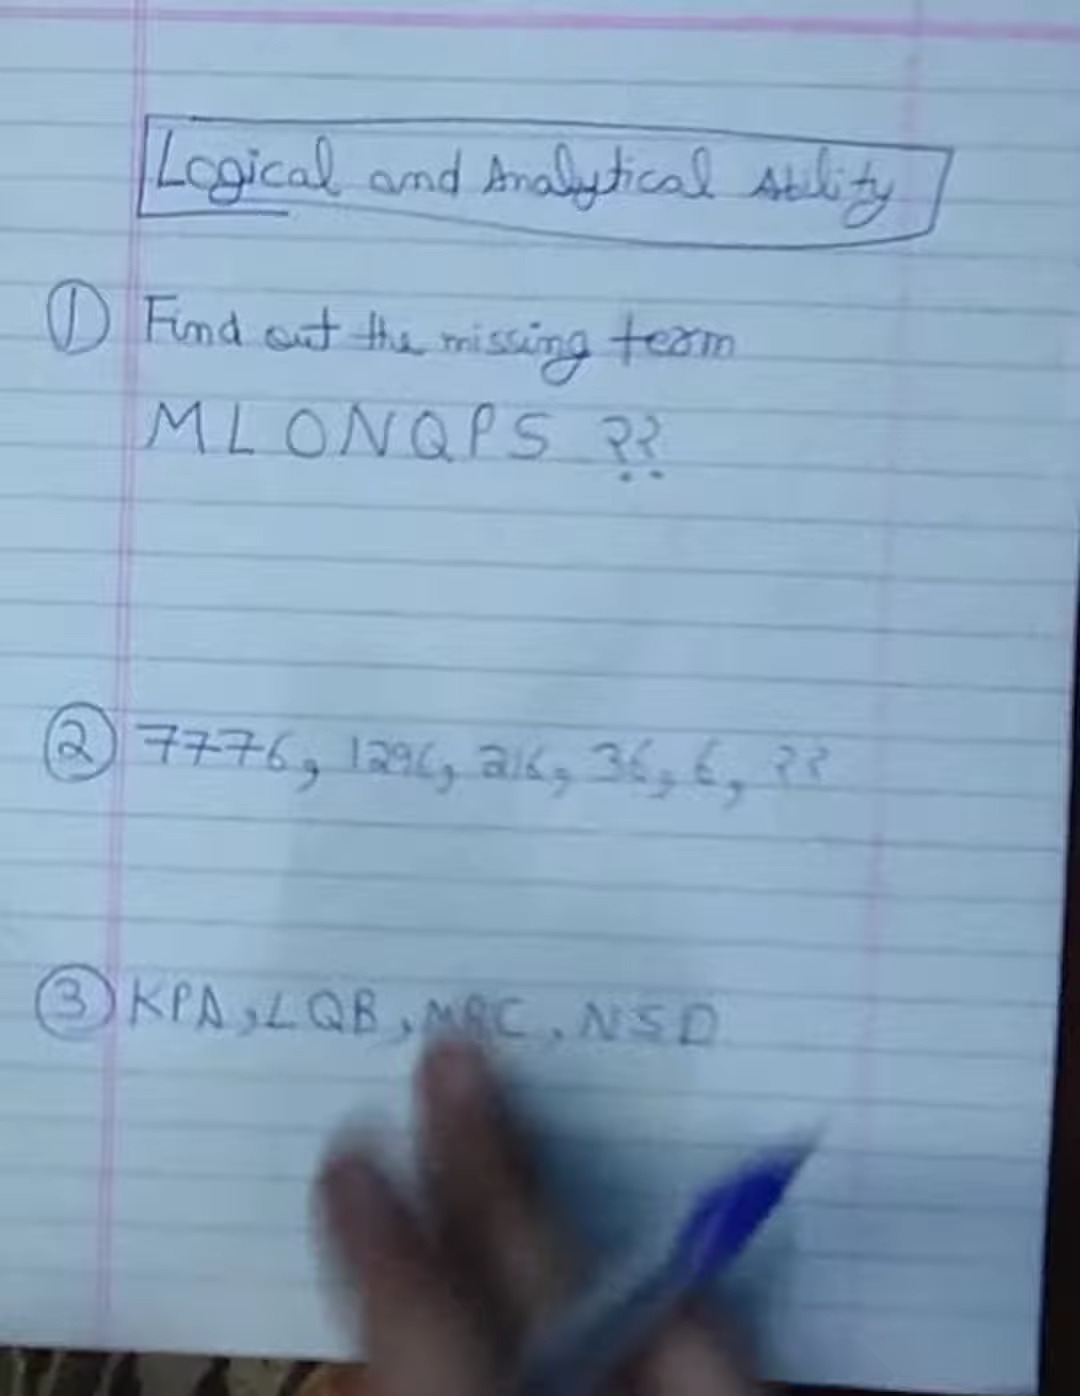 Logical and Analytical Ability
① Find out the missing term
MLONQPS ??
② 7776, 1296, 216, 36, 6, ??
③ KPA, LQB, MRC, NSD